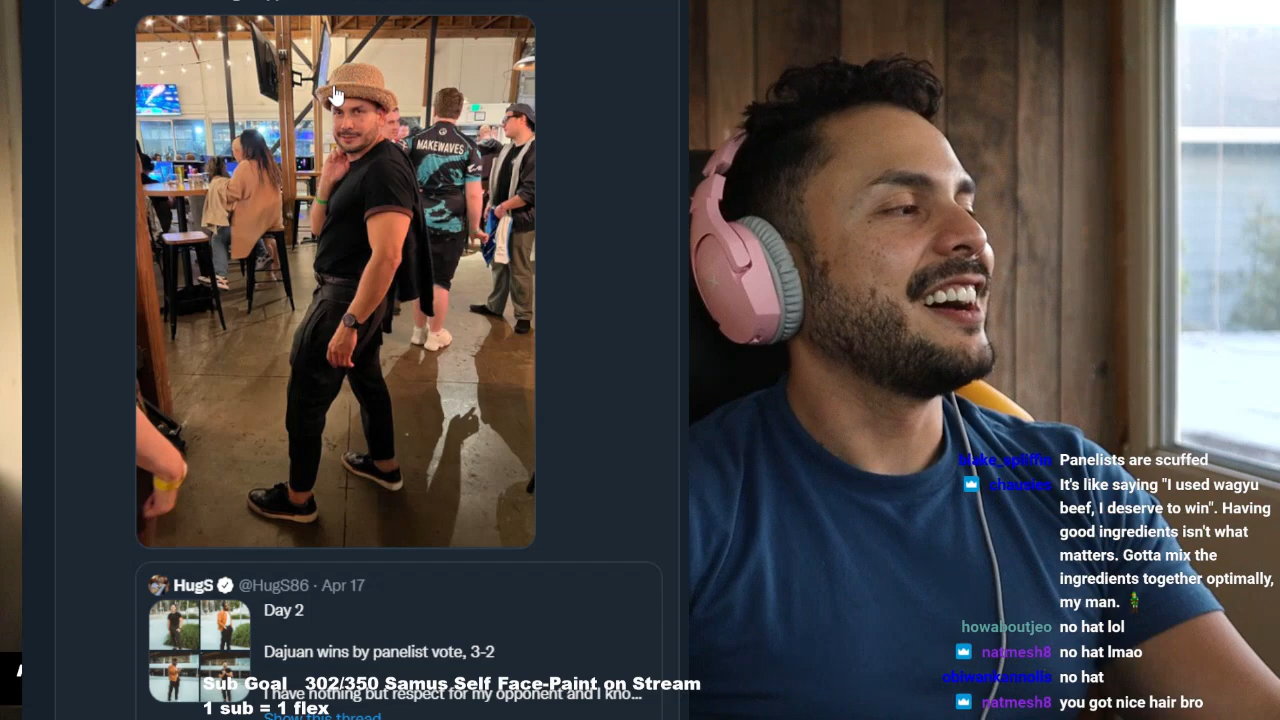 MAKEWAVES
HugS @HugS86 · Apr 17
Day 2
Dajuan wins by panelist vote, 3-2
I have nothing but respect for my opponent and I kno...
Show this thread
Sub Goal 302/350 Samus Self Face-Paint on Stream
1 sub = 1 flex
blake_spliffin Panelists are scuffed
chausies It's like saying "I used wagyu
beef, I deserve to win". Having
good ingredients isn't what
matters. Gotta mix the
ingredients together optimally,
my man.
howaboutjeo no hat lol
natmesh8 no hat lmao
obiwankannolis no hat
natmesh8 you got nice hair bro